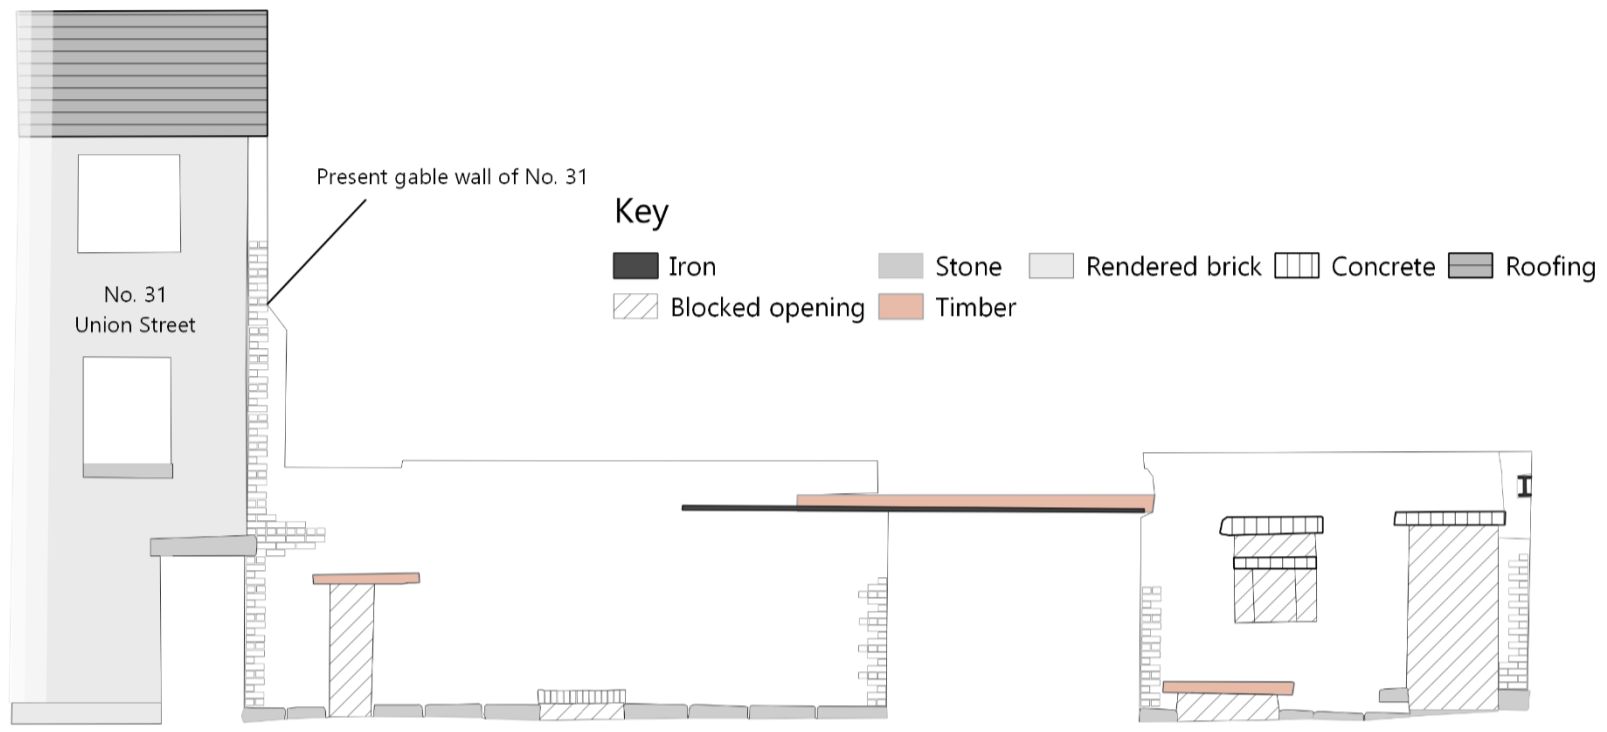 Present gable wall of No. 31
No. 31
Union Street
Key
Iron
Stone
Rendered brick
Concrete
Roofing
Blocked opening
Timber